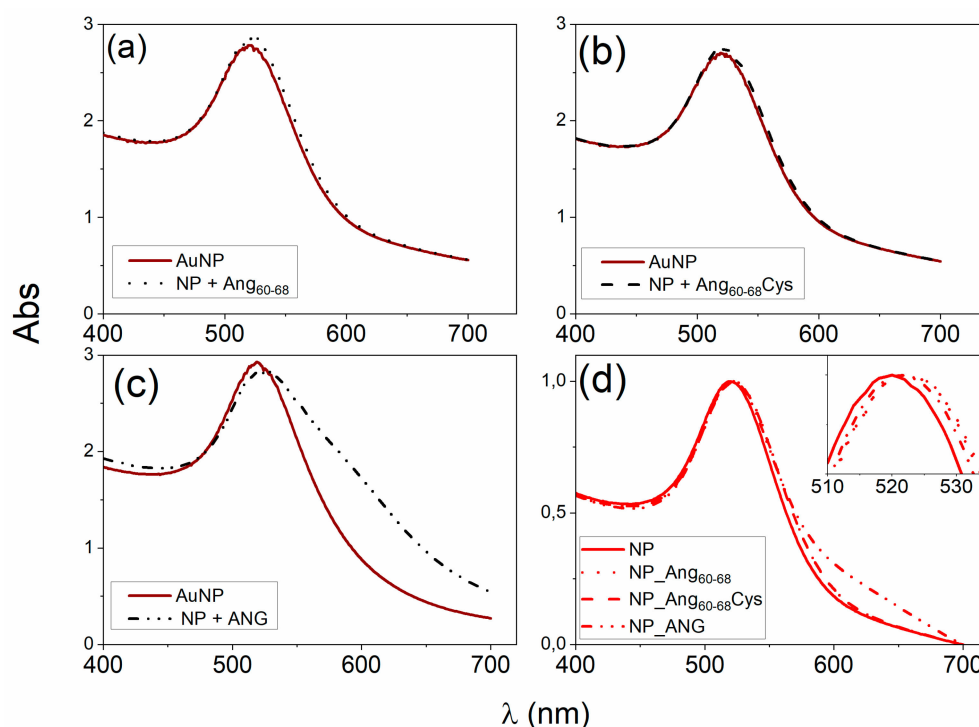 (a)
3
2
1
0
400
500
600
700
AuNP
NP + Ang60-68
(b)
3
2
1
0
400
500
600
700
AuNP
NP + Ang60-68Cys
Abs
(c)
3
2
1
0
400
500
600
700
AuNP
NP + ANG
(d)
1,0
0,5
0,0
400
500
600
700
510
520
530
NP
NP_Ang60-68
NP_Ang60-68Cys
NP_ANG
λ (nm)